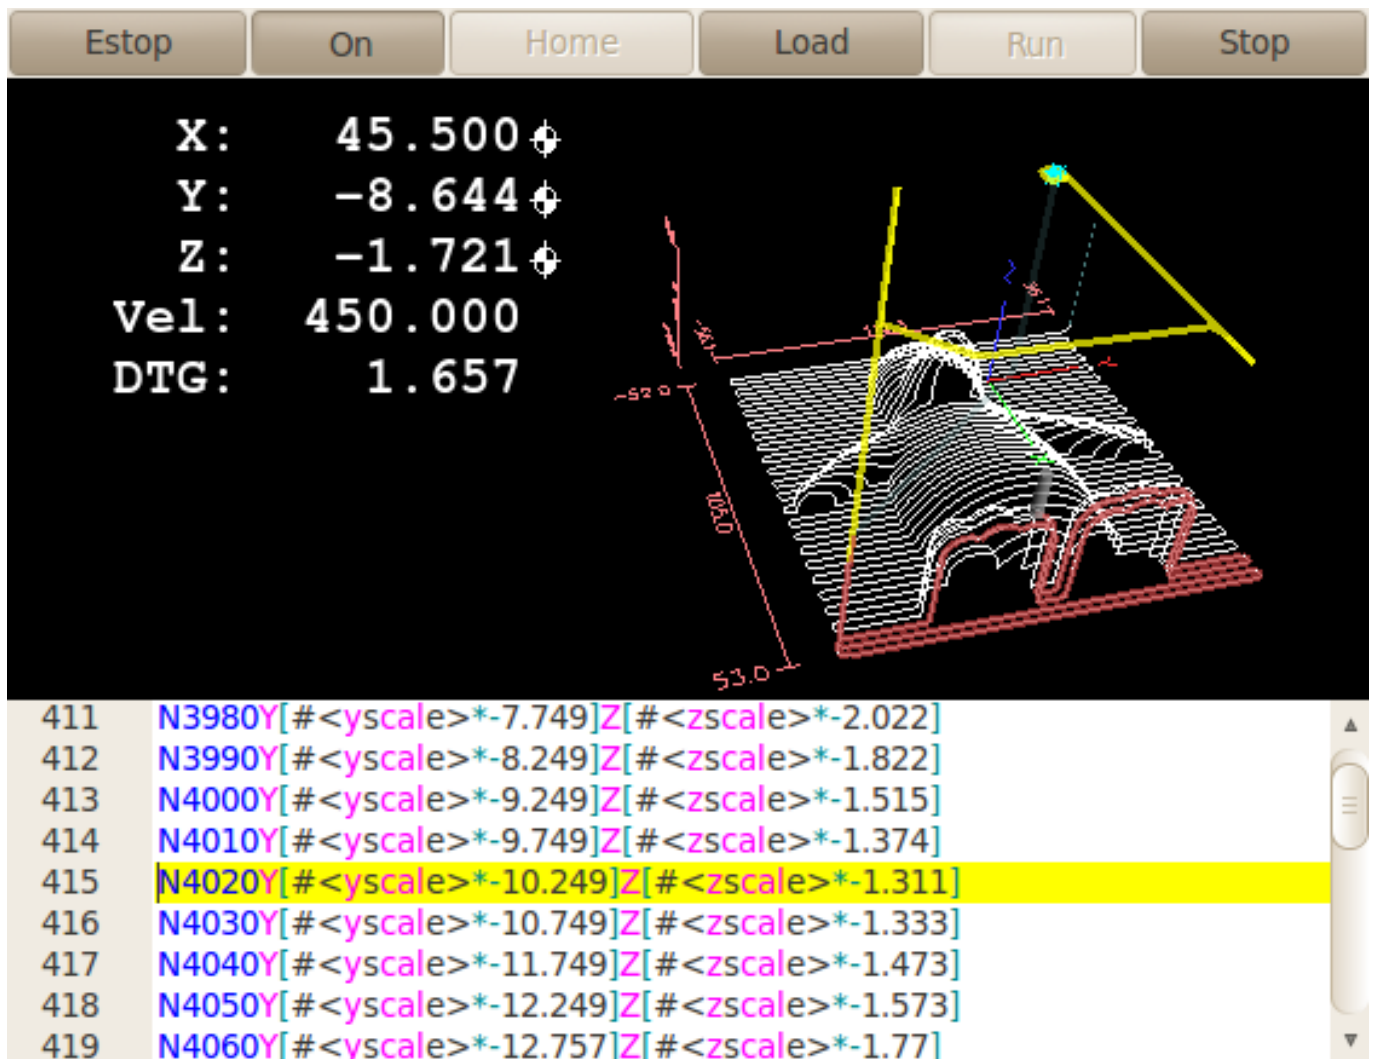 Estop On Home Load Run Stop
X: 45.500
Y: -8.644
Z: -1.721
Vel: 450.000
DTG: 1.657
-52.0
105.0
53.0
411 N3980Y[#<yscale>*-7.749]Z[#<zscale>*-2.022]
412 N3990Y[#<yscale>*-8.249]Z[#<zscale>*-1.822]
413 N4000Y[#<yscale>*-9.249]Z[#<zscale>*-1.515]
414 N4010Y[#<yscale>*-9.749]Z[#<zscale>*-1.374]
415 N4020Y[#<yscale>*-10.249]Z[#<zscale>*-1.311]
416 N4030Y[#<yscale>*-10.749]Z[#<zscale>*-1.333]
417 N4040Y[#<yscale>*-11.749]Z[#<zscale>*-1.473]
418 N4050Y[#<yscale>*-12.249]Z[#<zscale>*-1.573]
419 N4060Y[#<yscale>*-12.757]Z[#<zscale>*-1.77]